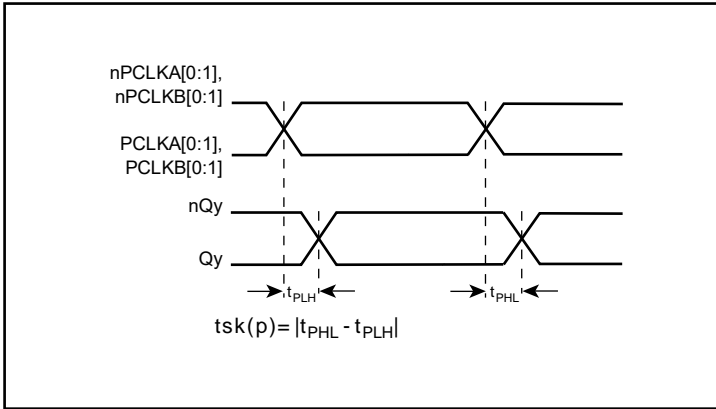 nPCLKA[0:1],
nPCLKB[0:1]
PCLKA[0:1],
PCLKB[0:1]
nQy
Qy
tPLH
tPHL
tsk(p)= |tPHL - tPLH|